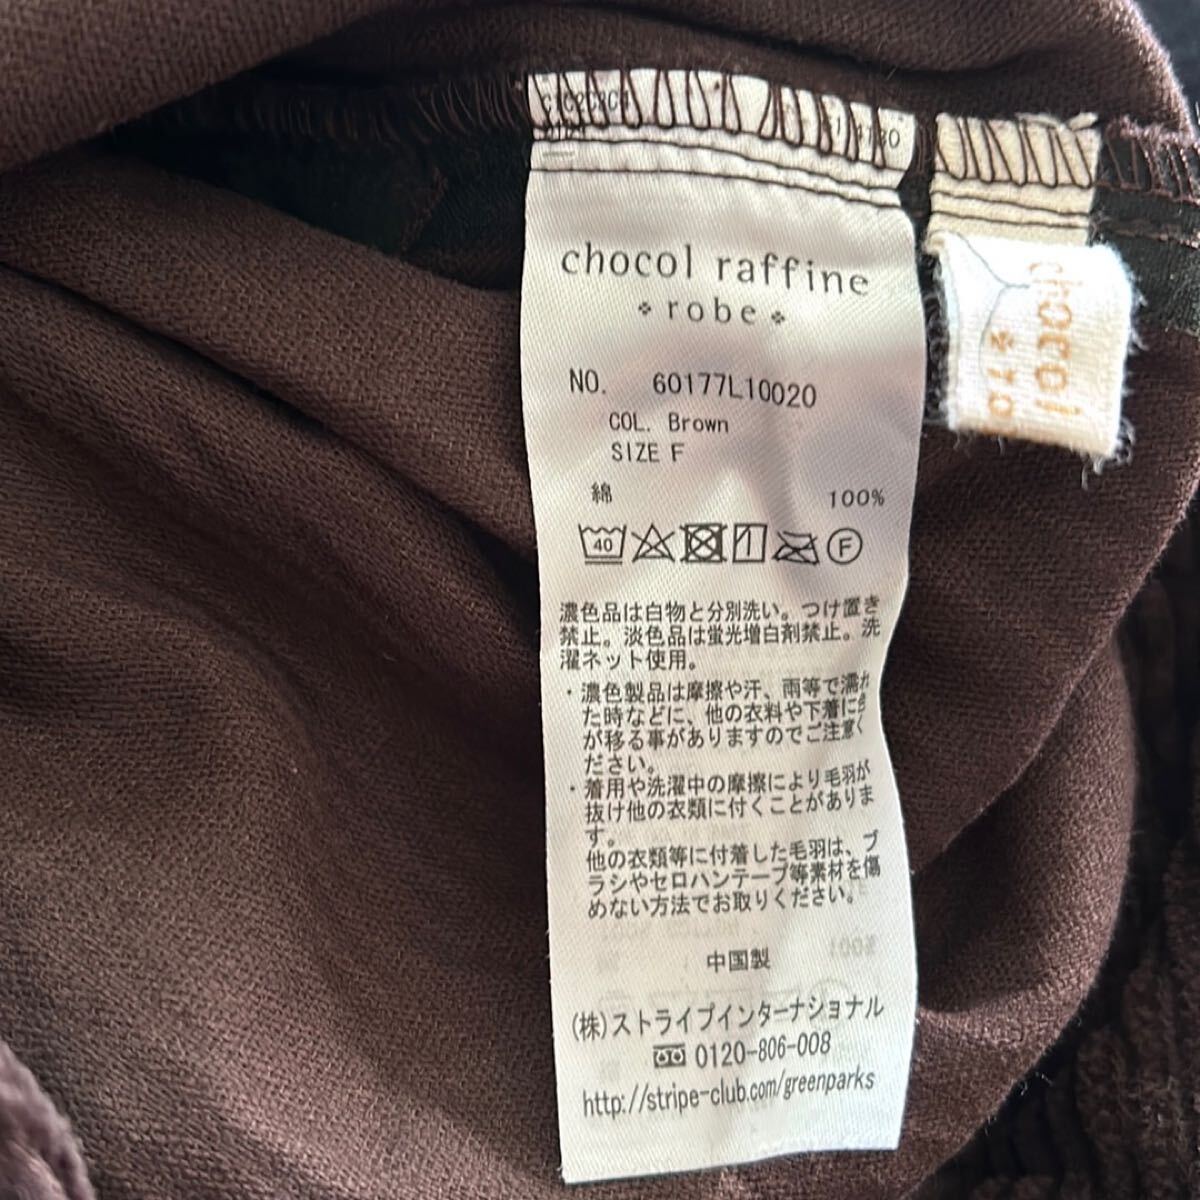 C1C2C3C4
chocol raffine
robe
NO. 60177L10020
COL. Brown
SIZE F
綿 100%
40
F
濃色品は白物と分別洗い。つけ置き
禁止。淡色品は蛍光増白剤禁止。洗
濯ネット使用。
・濃色製品は摩擦や汗、雨等で濡れ
た時などに、他の衣料や下着に色
が移る事がありますのでご注意く
ださい。
・着用や洗濯中の摩擦により毛羽が
抜け他の衣類に付くことがありま
す。
他の衣類等に付着した毛羽は、ブ
ラシやセロハンテープ等素材を傷
めない方法でお取りください。
中国製
(株)ストライプインターナショナル
0120-806-008
http://stripe-club.com/greenparks
chocol